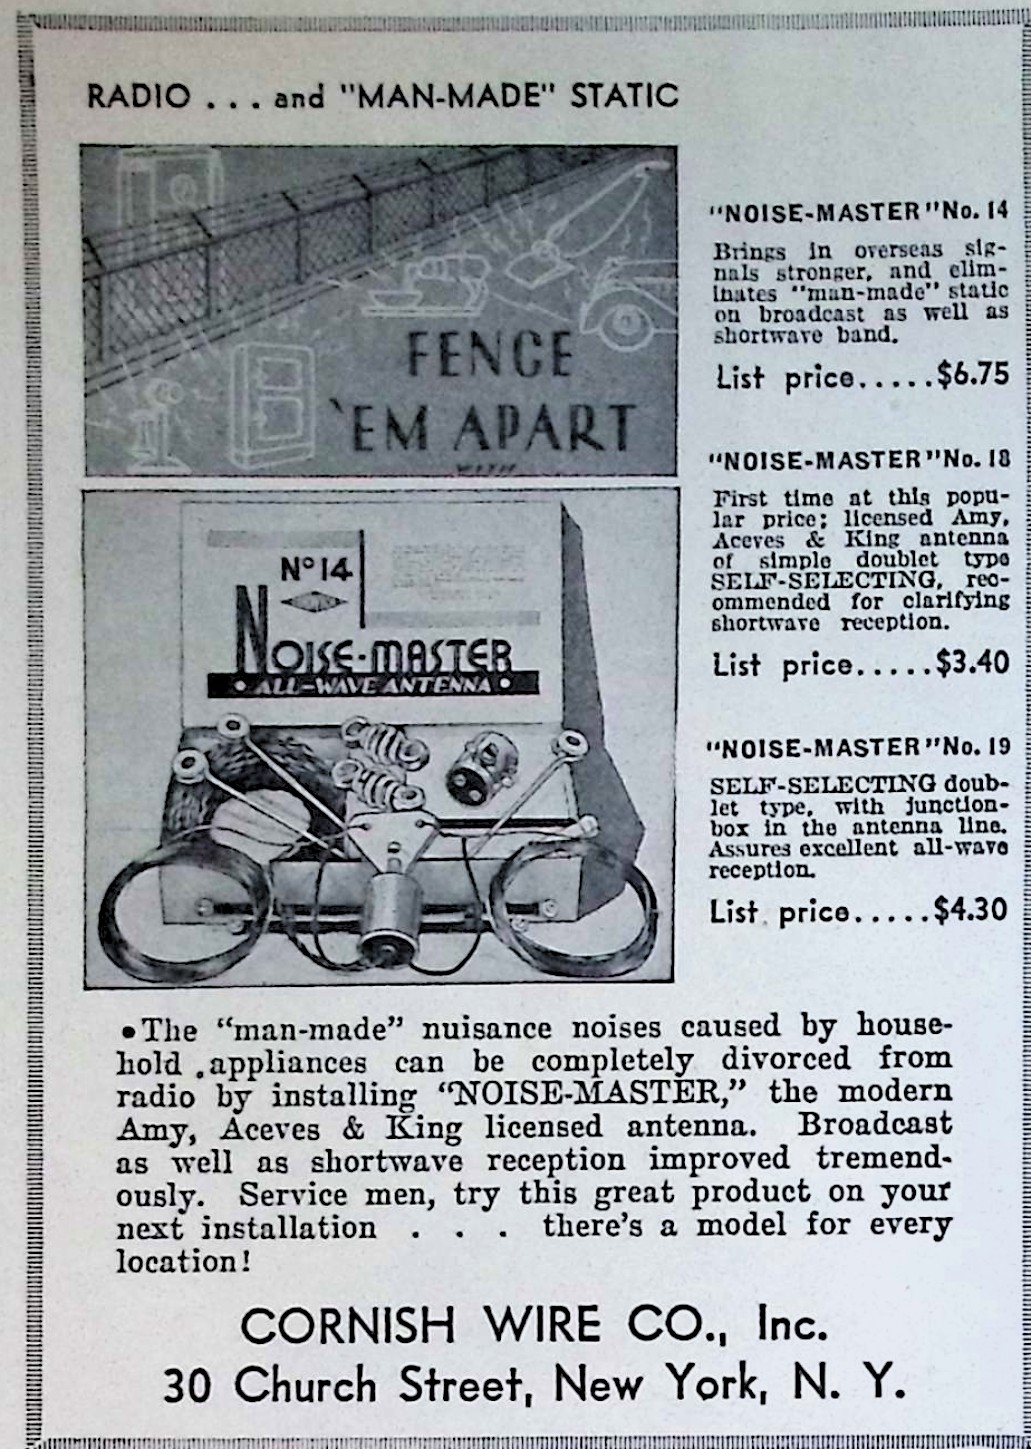 RADIO . . . and "MAN-MADE" STATIC
FENCE
'EM APART
WITH
No 14
NOISE-MASTER
• ALL-WAVE ANTENNA •
"NOISE-MASTER" No. 14
Brings in overseas sig-
nals stronger, and elim-
inates "man-made" static
on broadcast as well as
shortwave band.
List price.....$6.75
"NOISE-MASTER" No. 18
First time at this popu-
lar price; licensed Amy,
Aceves & King antenna
of simple doublet type
SELF-SELECTING, rec-
ommended for clarifying
shortwave reception.
List price.....$3.40
"NOISE-MASTER" No. 19
SELF-SELECTING doub-
let type, with junction-
box in the antenna line.
Assures excellent all-wave
reception.
List price.....$4.30
• The "man-made" nuisance noises caused by house-
hold appliances can be completely divorced from
radio by installing "NOISE-MASTER," the modern
Amy, Aceves & King licensed antenna. Broadcast
as well as shortwave reception improved tremend-
ously. Service men, try this great product on your
next installation . . . there's a model for every
location!
CORNISH WIRE CO., Inc.
30 Church Street, New York, N. Y.